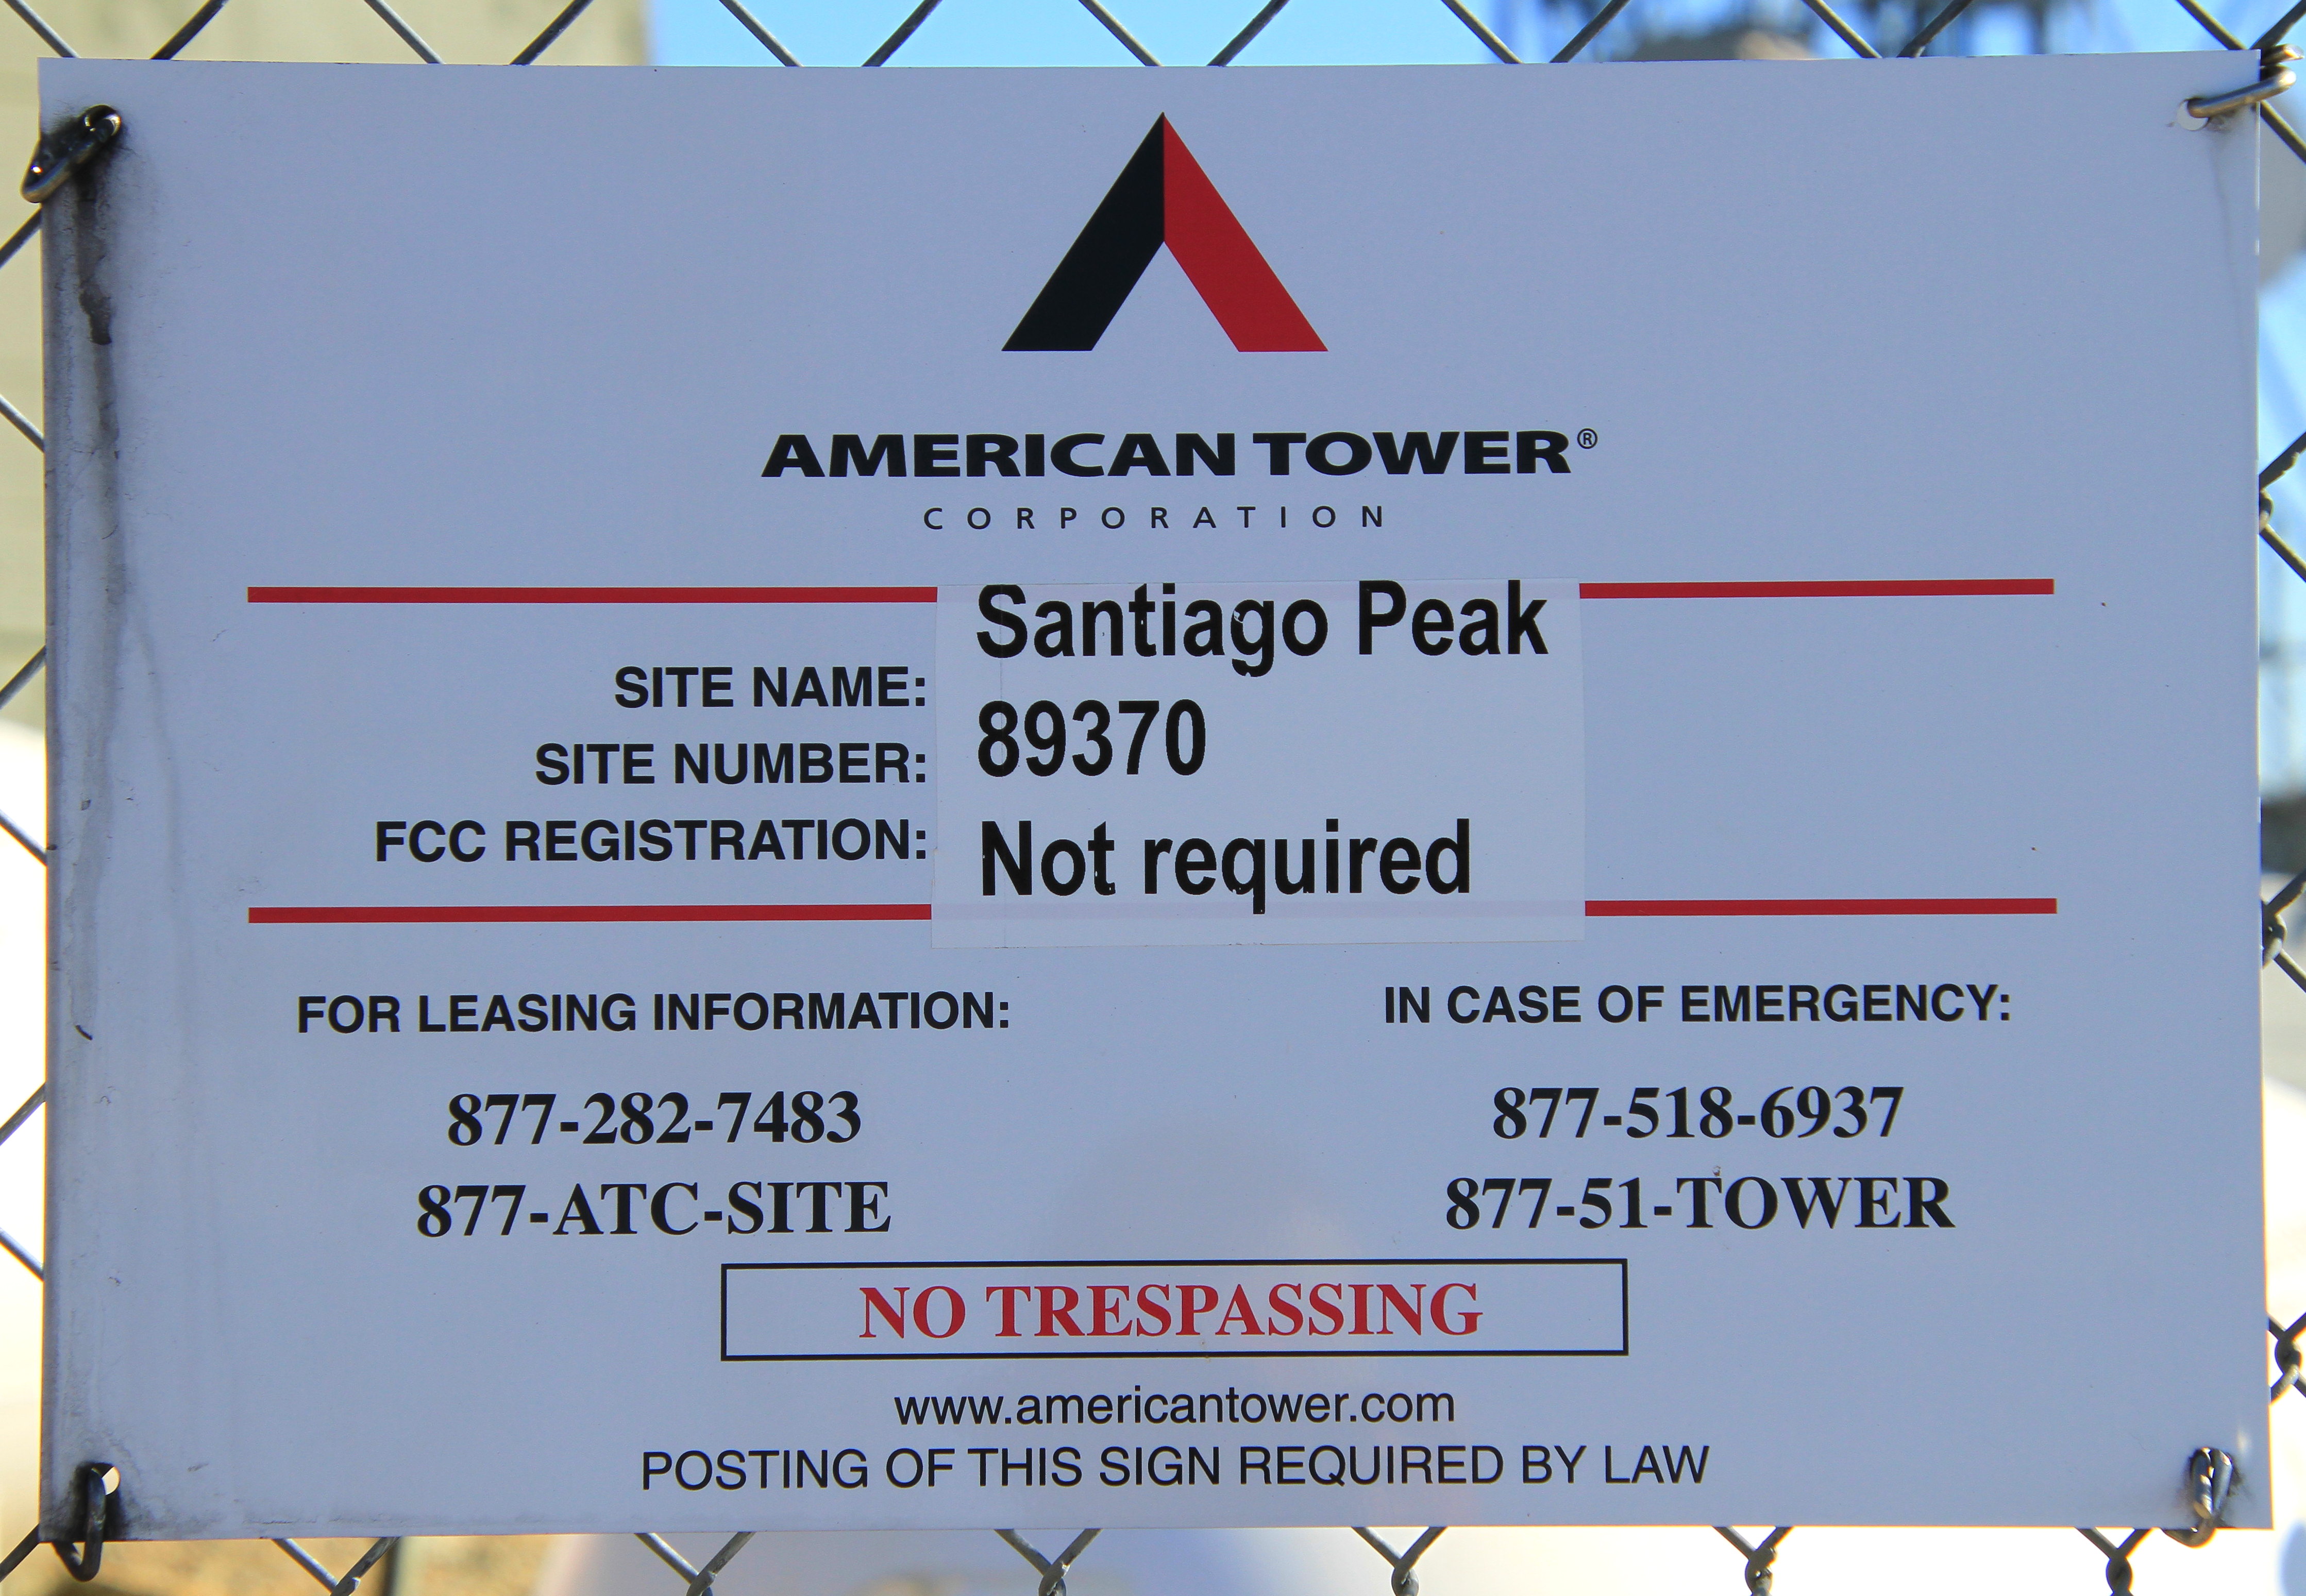 AMERICAN TOWER®
CORPORATION
SITE NAME: Santiago Peak
SITE NUMBER: 89370
FCC REGISTRATION: Not required
FOR LEASING INFORMATION:
877-282-7483
877-ATC-SITE
IN CASE OF EMERGENCY:
877-518-6937
877-51-TOWER
NO TRESPASSING
www.americantower.com
POSTING OF THIS SIGN REQUIRED BY LAW